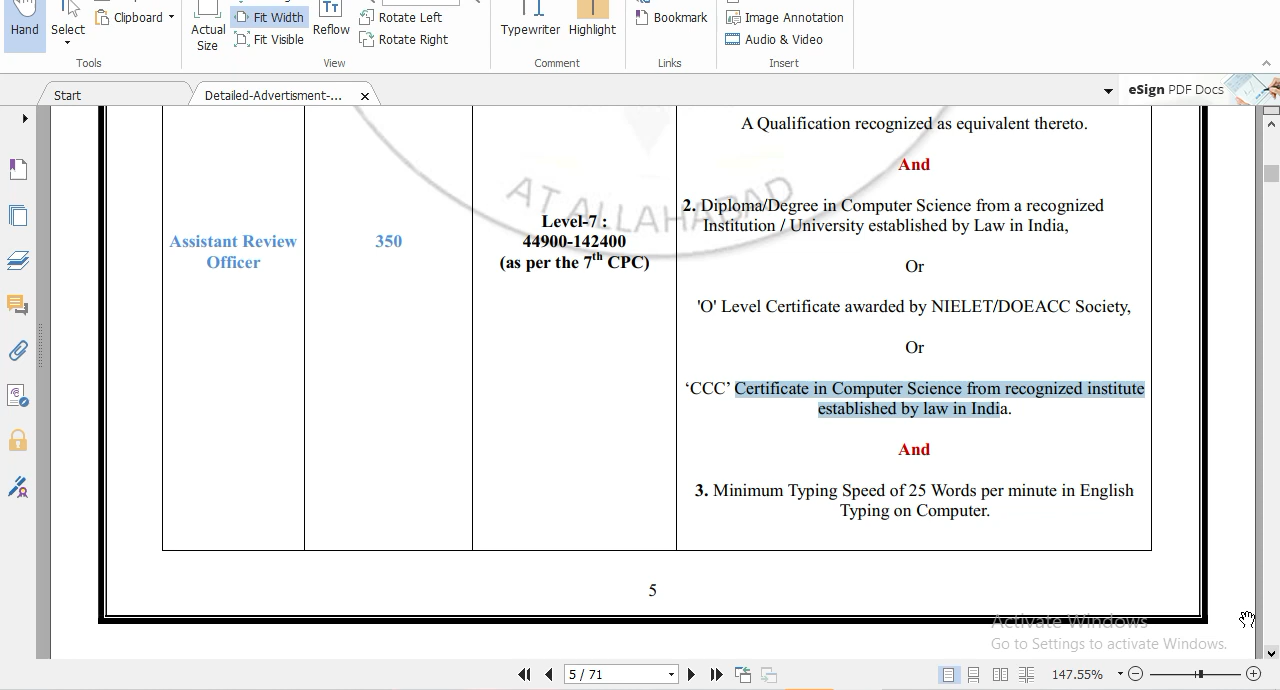 Hand
Select
Clipboard
Actual
Size
Fit Width
Fit Visible
Reflow
Rotate Left
Rotate Right
Typewriter
Highlight
Bookmark
Image Annotation
Audio & Video
Tools
View
Comment
Links
Insert
Start
Detailed-Advertisment-...
eSign PDF Docs
A Qualification recognized as equivalent thereto.
And
AT ALLAHABAD
2. Diploma/Degree in Computer Science from a recognized
Institution / University established by Law in India,
Assistant Review
Officer
350
Level-7 :
44900-142400
(as per the 7th CPC)
Or
'O' Level Certificate awarded by NIELET/DOEACC Society,
Or
‘CCC’ Certificate in Computer Science from recognized institute
established by law in India.
And
3. Minimum Typing Speed of 25 Words per minute in English
Typing on Computer.
5
Activate Windows
Go to Settings to activate Windows.
5 / 71
147.55%